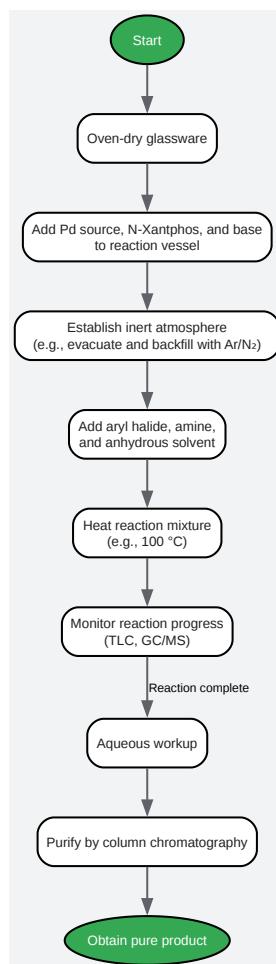 Start
Oven-dry glassware
Add Pd source, N-Xantphos, and base
to reaction vessel
Establish inert atmosphere
(e.g., evacuate and backfill with Ar/N₂)
Add aryl halide, amine,
and anhydrous solvent
Heat reaction mixture
(e.g., 100 °C)
Monitor reaction progress
(TLC, GC/MS)
Reaction complete
Aqueous workup
Purify by column chromatography
Obtain pure product